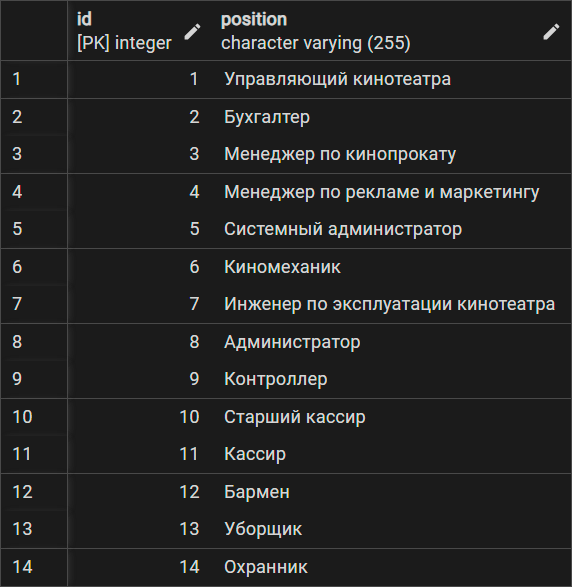 id position
[PK] integer character varying (255)
1 1 Управляющий кинотеатра
2 2 Бухгалтер
3 3 Менеджер по кинопрокату
4 4 Менеджер по рекламе и маркетингу
5 5 Системный администратор
6 6 Киномеханик
7 7 Инженер по эксплуатации кинотеатра
8 8 Администратор
9 9 Контроллер
10 10 Старший кассир
11 11 Кассир
12 12 Бармен
13 13 Уборщик
14 14 Охранник